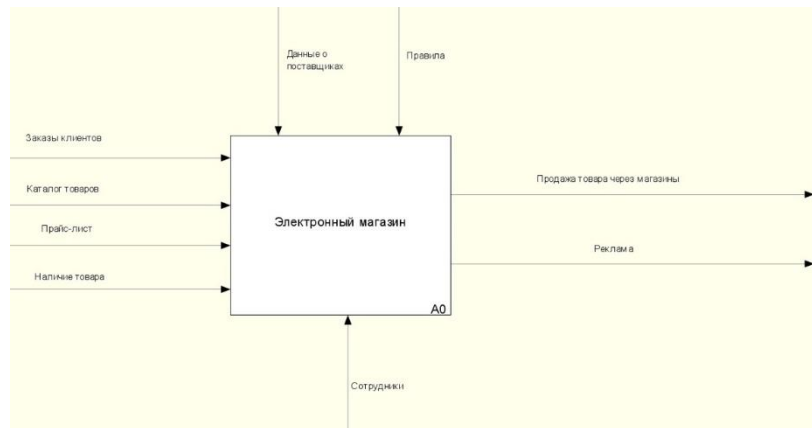 Данные о
поставщиках
Правила
Заказы клиентов
Каталог товаров
Прайс-лист
Наличие товара
Электронный магазин
A0
Продажа товара через магазины
Реклама
Сотрудники